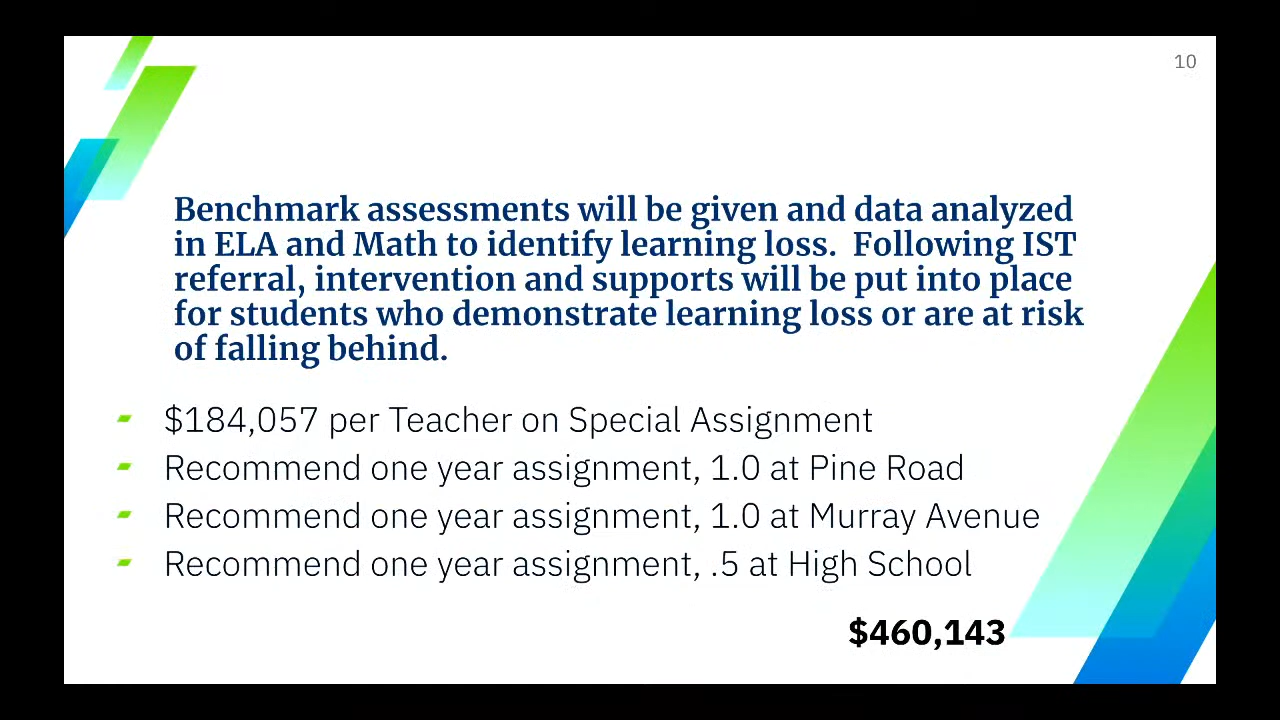 10
Benchmark assessments will be given and data analyzed
in ELA and Math to identify learning loss.  Following IST
referral, intervention and supports will be put into place
for students who demonstrate learning loss or are at risk
of falling behind.
$184,057 per Teacher on Special Assignment
Recommend one year assignment, 1.0 at Pine Road
Recommend one year assignment, 1.0 at Murray Avenue
Recommend one year assignment, .5 at High School
$460,143